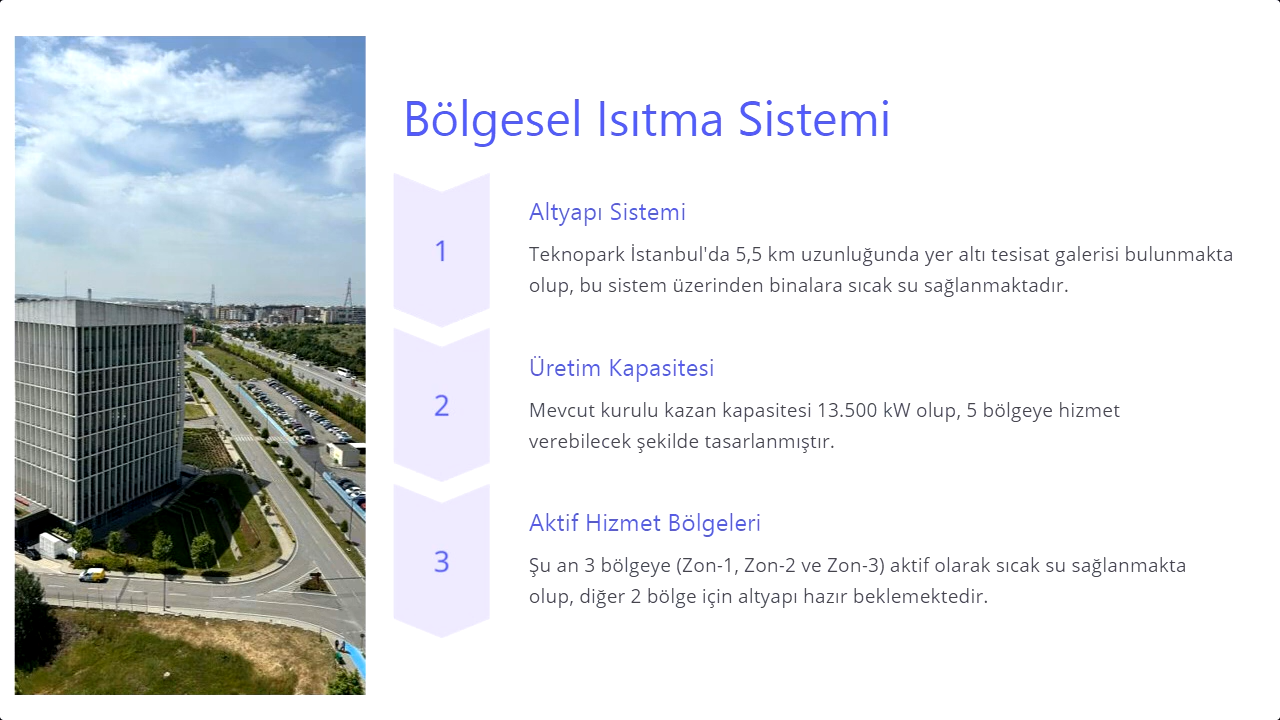 Bölgesel Isıtma Sistemi
1
Altyapı Sistemi
Teknopark İstanbul'da 5,5 km uzunluğunda yer altı tesisat galerisi bulunmakta
olup, bu sistem üzerinden binalara sıcak su sağlanmaktadır.
2
Üretim Kapasitesi
Mevcut kurulu kazan kapasitesi 13.500 kW olup, 5 bölgeye hizmet
verebilecek şekilde tasarlanmıştır.
3
Aktif Hizmet Bölgeleri
Şu an 3 bölgeye (Zon-1, Zon-2 ve Zon-3) aktif olarak sıcak su sağlanmakta
olup, diğer 2 bölge için altyapı hazır beklemektedir.